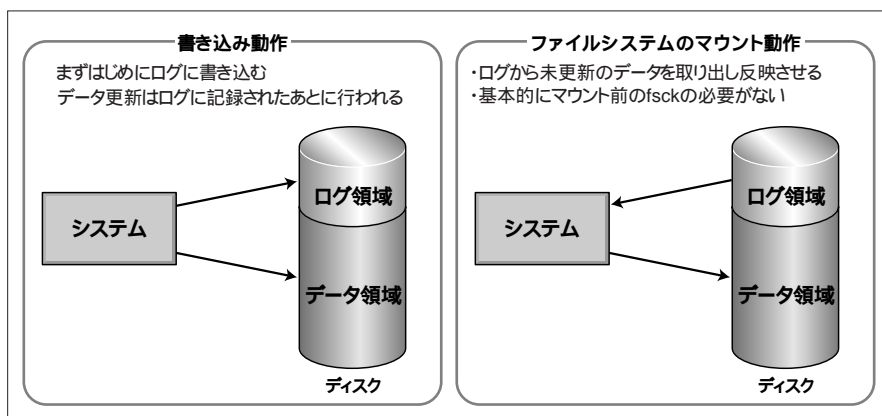 書き込み動作
まずはじめにログに書き込む
データ更新はログに記録されたあとに行われる
システム
ログ領域
データ領域
ディスク
ファイルシステムのマウント動作
・ログから未更新のデータを取り出し反映させる
・基本的にマウント前のfsckの必要がない
システム
ログ領域
データ領域
ディスク